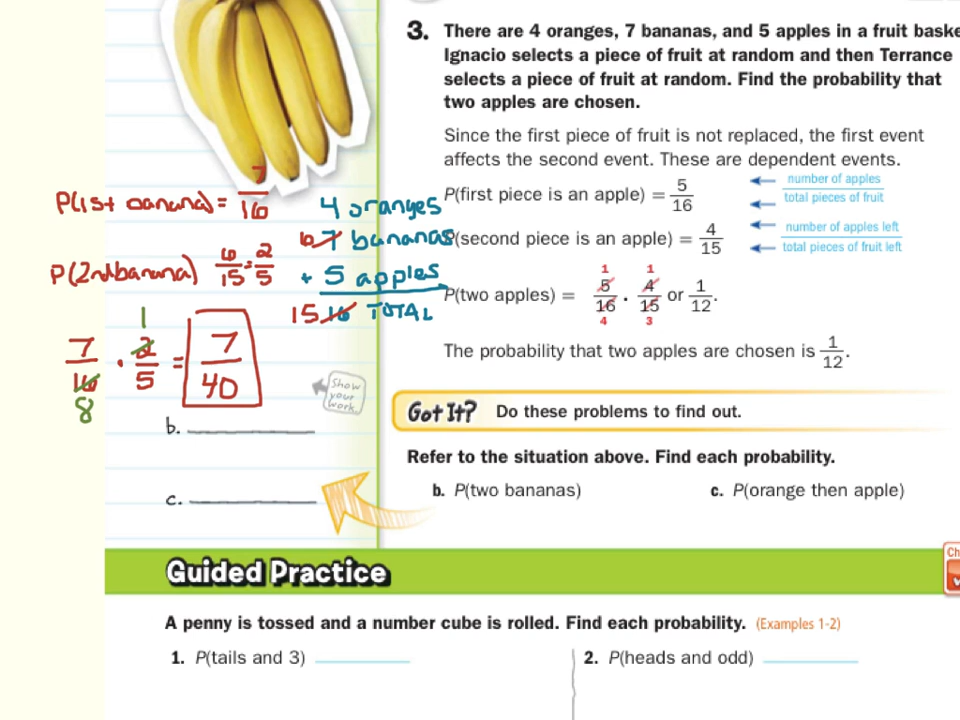 3. There are 4 oranges, 7 bananas, and 5 apples in a fruit baske
Ignacio selects a piece of fruit at random and then Terrance
selects a piece of fruit at random. Find the probability that
two apples are chosen.
Since the first piece of fruit is not replaced, the first event
affects the second event. These are dependent events.
P(first piece is an apple) = 5/16
number of apples
total pieces of fruit
P(second piece is an apple) = 4/15
number of apples left
total pieces of fruit left
P(two apples) = 5/16 · 4/15 or 1/12.
1 1
4 3
The probability that two apples are chosen is 1/12.
P(1st banana) = 7/16
P(2nd banana) 6/15 = 2/5
7/16 · 2/5 = 7/40
1
8
4 oranges
6 7 bananas
+ 5 apples
15 16 TOTAL
Show
your
work
b.
c.
Got It? Do these problems to find out.
Refer to the situation above. Find each probability.
b. P(two bananas)
c. P(orange then apple)
Guided Practice
Ch
A penny is tossed and a number cube is rolled. Find each probability. (Examples 1-2)
1. P(tails and 3)
2. P(heads and odd)